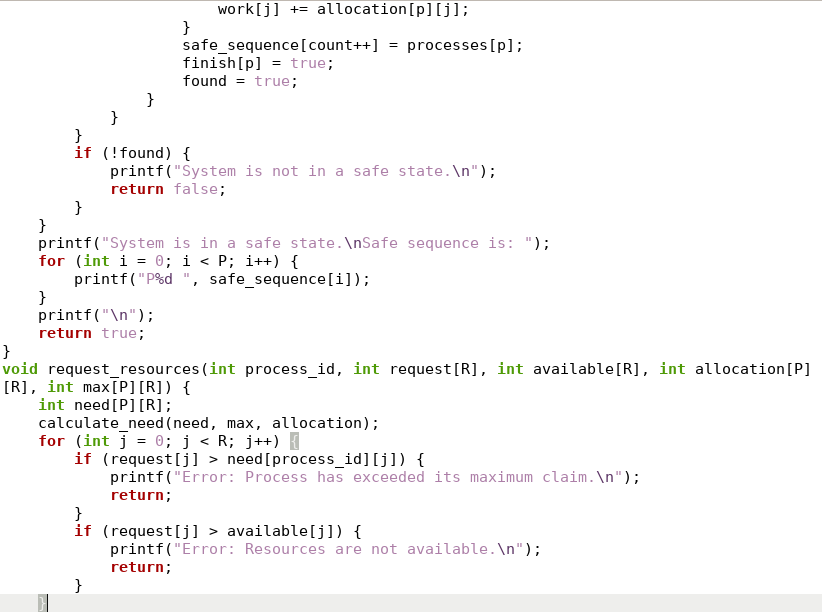 work[j] += allocation[p][j];
                    }
                    safe_sequence[count++] = processes[p];
                    finish[p] = true;
                    found = true;
                }
            }
        }
        if (!found) {
            printf("System is not in a safe state.\n");
            return false;
        }
    }
    printf("System is in a safe state.\nSafe sequence is: ");
    for (int i = 0; i < P; i++) {
        printf("P%d ", safe_sequence[i]);
    }
    printf("\n");
    return true;
}
void request_resources(int process_id, int request[R], int available[R], int allocation[P]
[R], int max[P][R]) {
    int need[P][R];
    calculate_need(need, max, allocation);
    for (int j = 0; j < R; j++) {
        if (request[j] > need[process_id][j]) {
            printf("Error: Process has exceeded its maximum claim.\n");
            return;
        }
        if (request[j] > available[j]) {
            printf("Error: Resources are not available.\n");
            return;
        }
    }